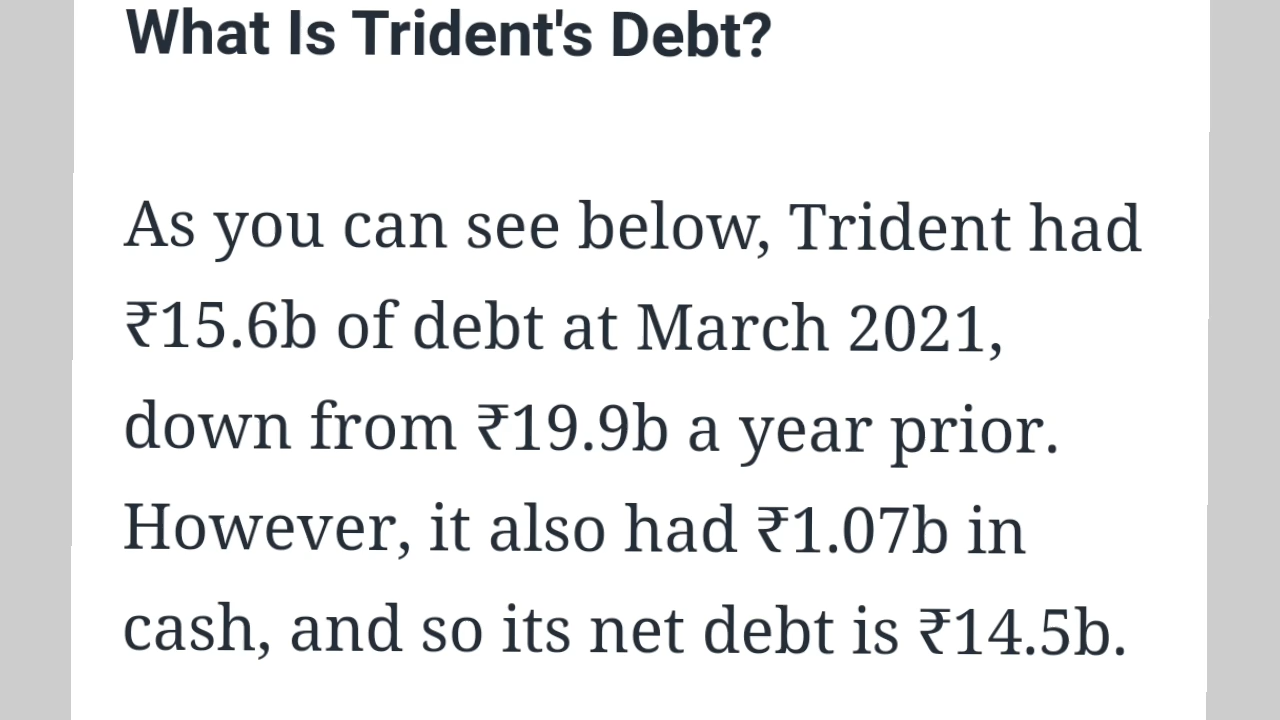 What Is Trident's Debt?
As you can see below, Trident had
₹15.6b of debt at March 2021,
down from ₹19.9b a year prior.
However, it also had ₹1.07b in
cash, and so its net debt is ₹14.5b.